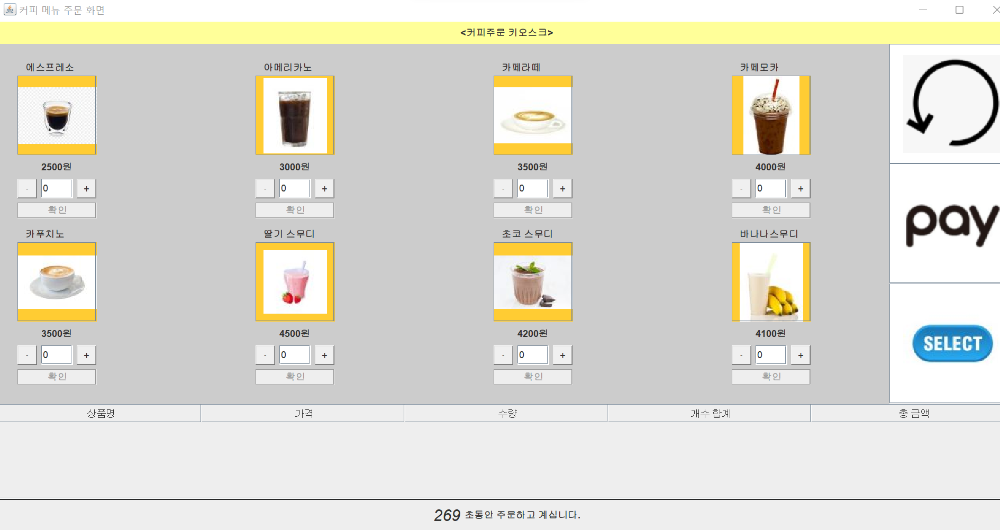 커피 메뉴 주문 화면
<커피주문 키오스크>
에스프레소 아메리카노 카페라떼 카페모카
2500원 3000원 3500원 4000원
- 0 + - 0 + - 0 + - 0 +
확인 확인 확인 확인
카푸치노 딸기 스무디 초코 스무디 바나나스무디
3500원 4500원 4200원 4100원
- 0 + - 0 + - 0 + - 0 +
확인 확인 확인 확인
pay
SELECT
상품명 가격 수량 개수 합계 총 금액
269 초동안 주문하고 계십니다.